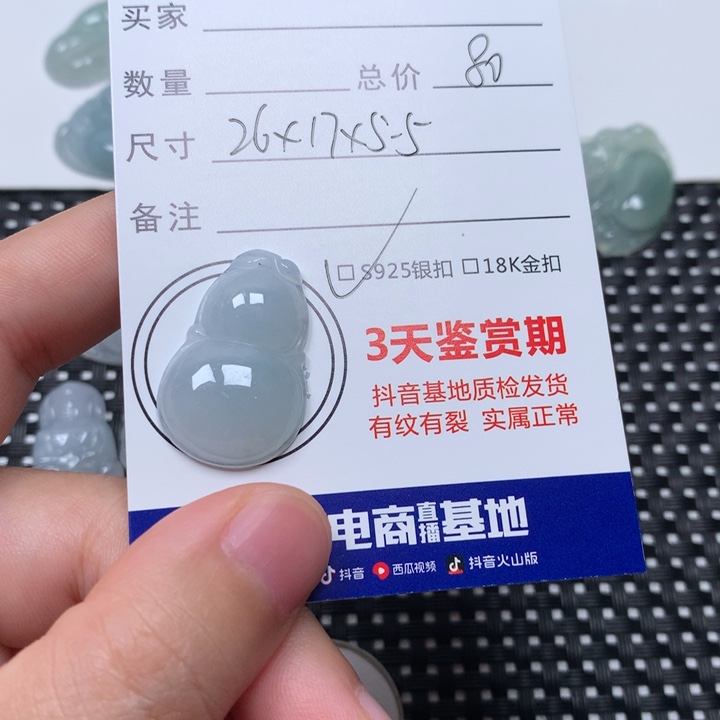 买家
数量 总价 80
尺寸 26×17×5.5
备注
☐ S925银扣 ☐ 18K金扣
3天鉴赏期
抖音基地质检发货
有纹有裂 实属正常
电商直播基地
抖音 西瓜视频 抖音火山版